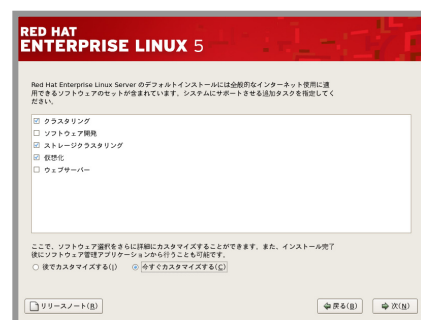 RED HAT
ENTERPRISE LINUX 5
Red Hat Enterprise Linux Server のデフォルトインストールには全般的なインターネット使用に適
用できるソフトウェアのセットが含まれています。システムにサポートさせる追加タスクを指定してく
ださい。
クラスタリング
ソフトウェア開発
ストレージクラスタリング
仮想化
ウェブサーバー
ここで、ソフトウェア選択をさらに詳細にカスタマイズすることができます。また、インストール完了
後にソフトウェア管理アプリケーションから行うことも可能です。
後でカスタマイズする(l) 今すぐカスタマイズする(C)
リリースノート(R) 戻る(B) 次(N)